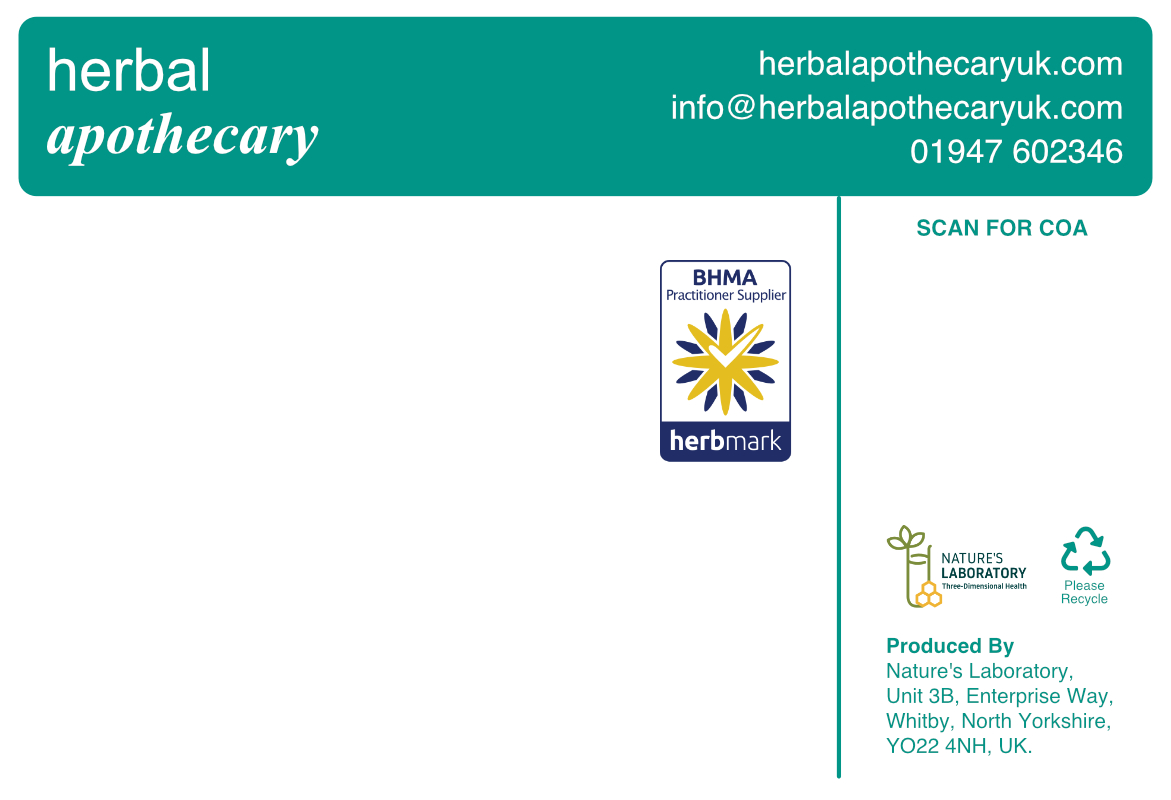 herbal
apothecary
herbalapothecaryuk.com
info@herbalapothecaryuk.com
01947 602346
SCAN FOR COA
BHMA
Practitioner Supplier
herbmark
NATURE'S
LABORATORY
Three-Dimensional Health
Please
Recycle
Produced By
Nature's Laboratory,
Unit 3B, Enterprise Way,
Whitby, North Yorkshire,
YO22 4NH, UK.